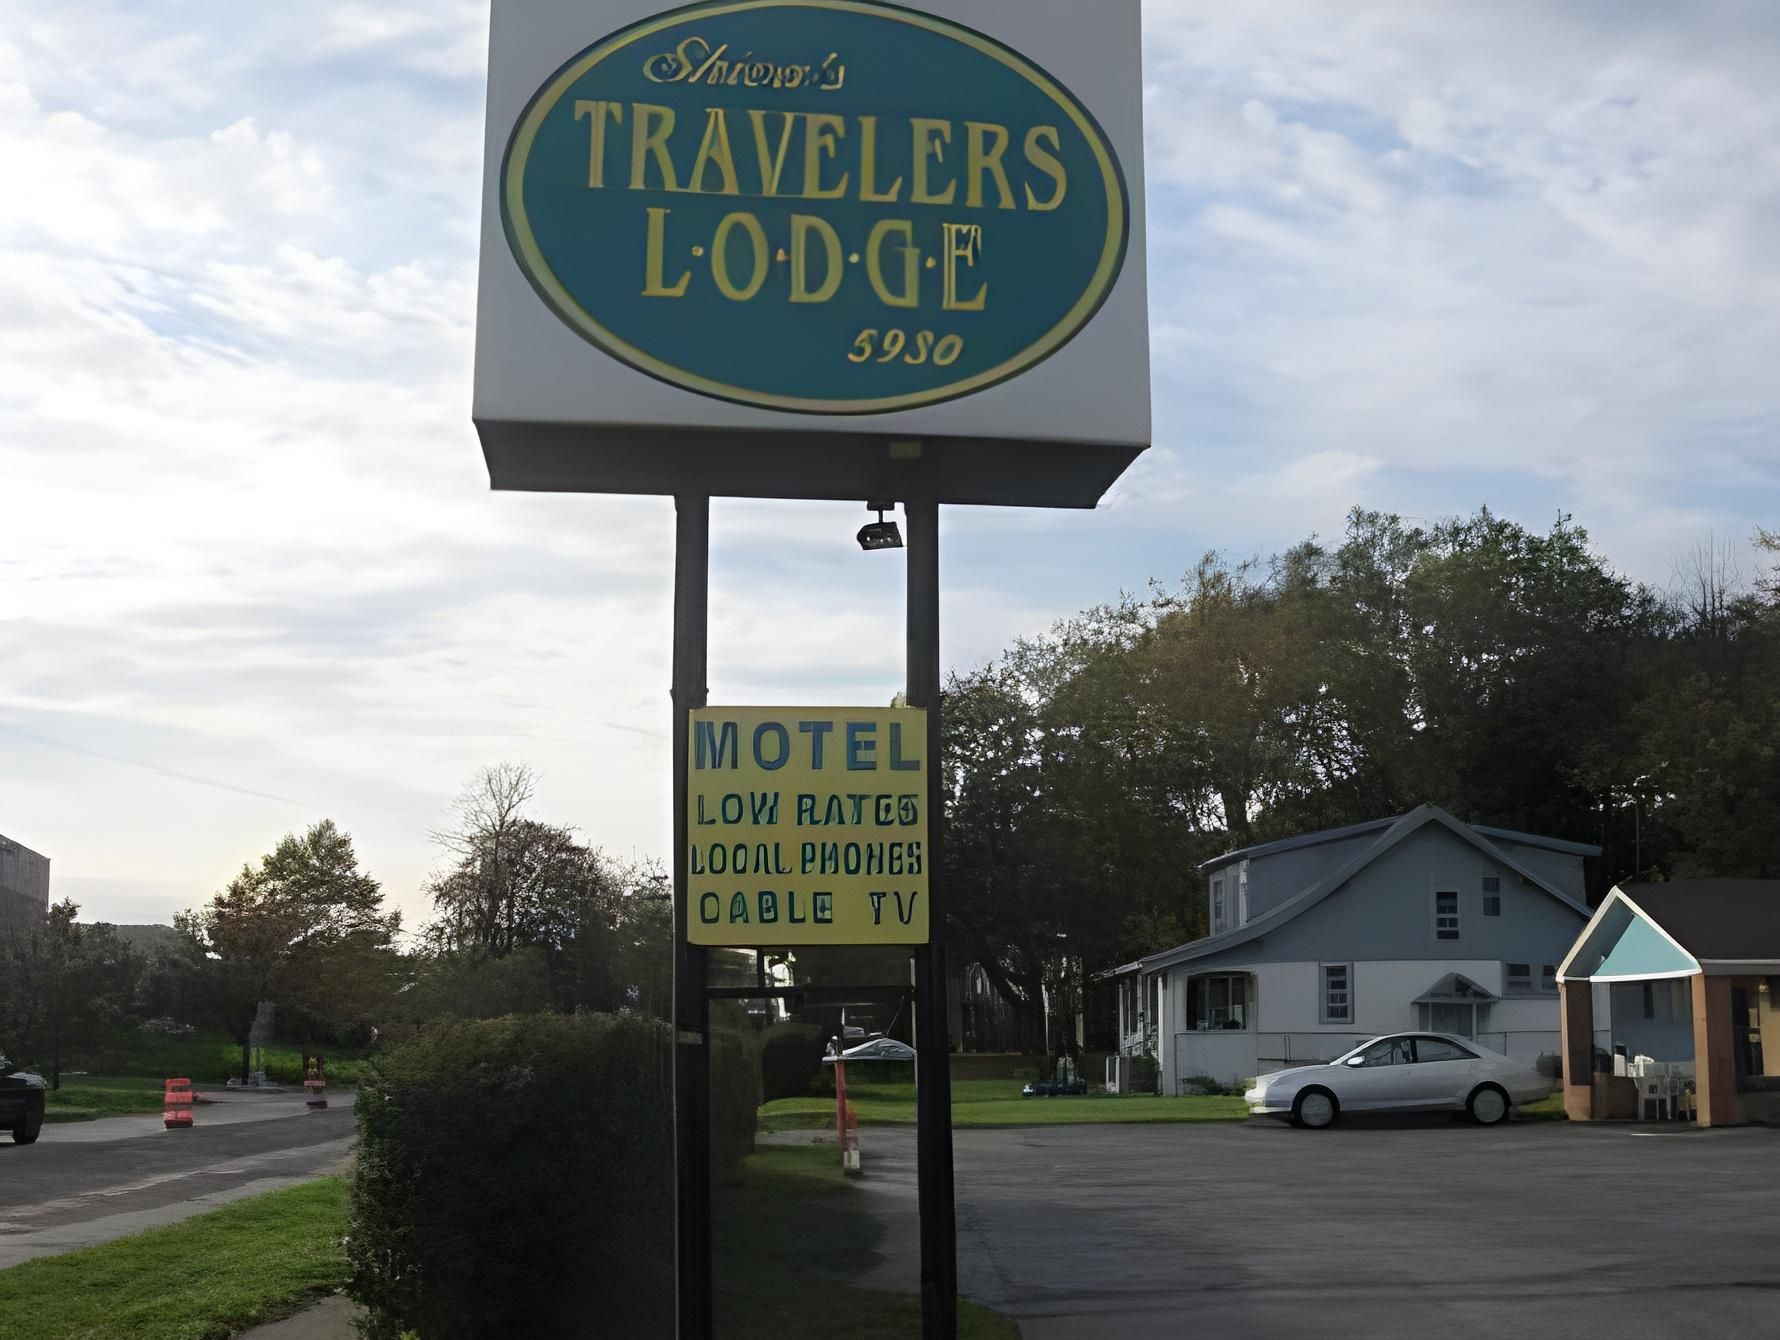 TRAVELERS
L·O·D·G·E
5980
MOTEL
LOW RATES
LOCAL PHONES
CABLE TV